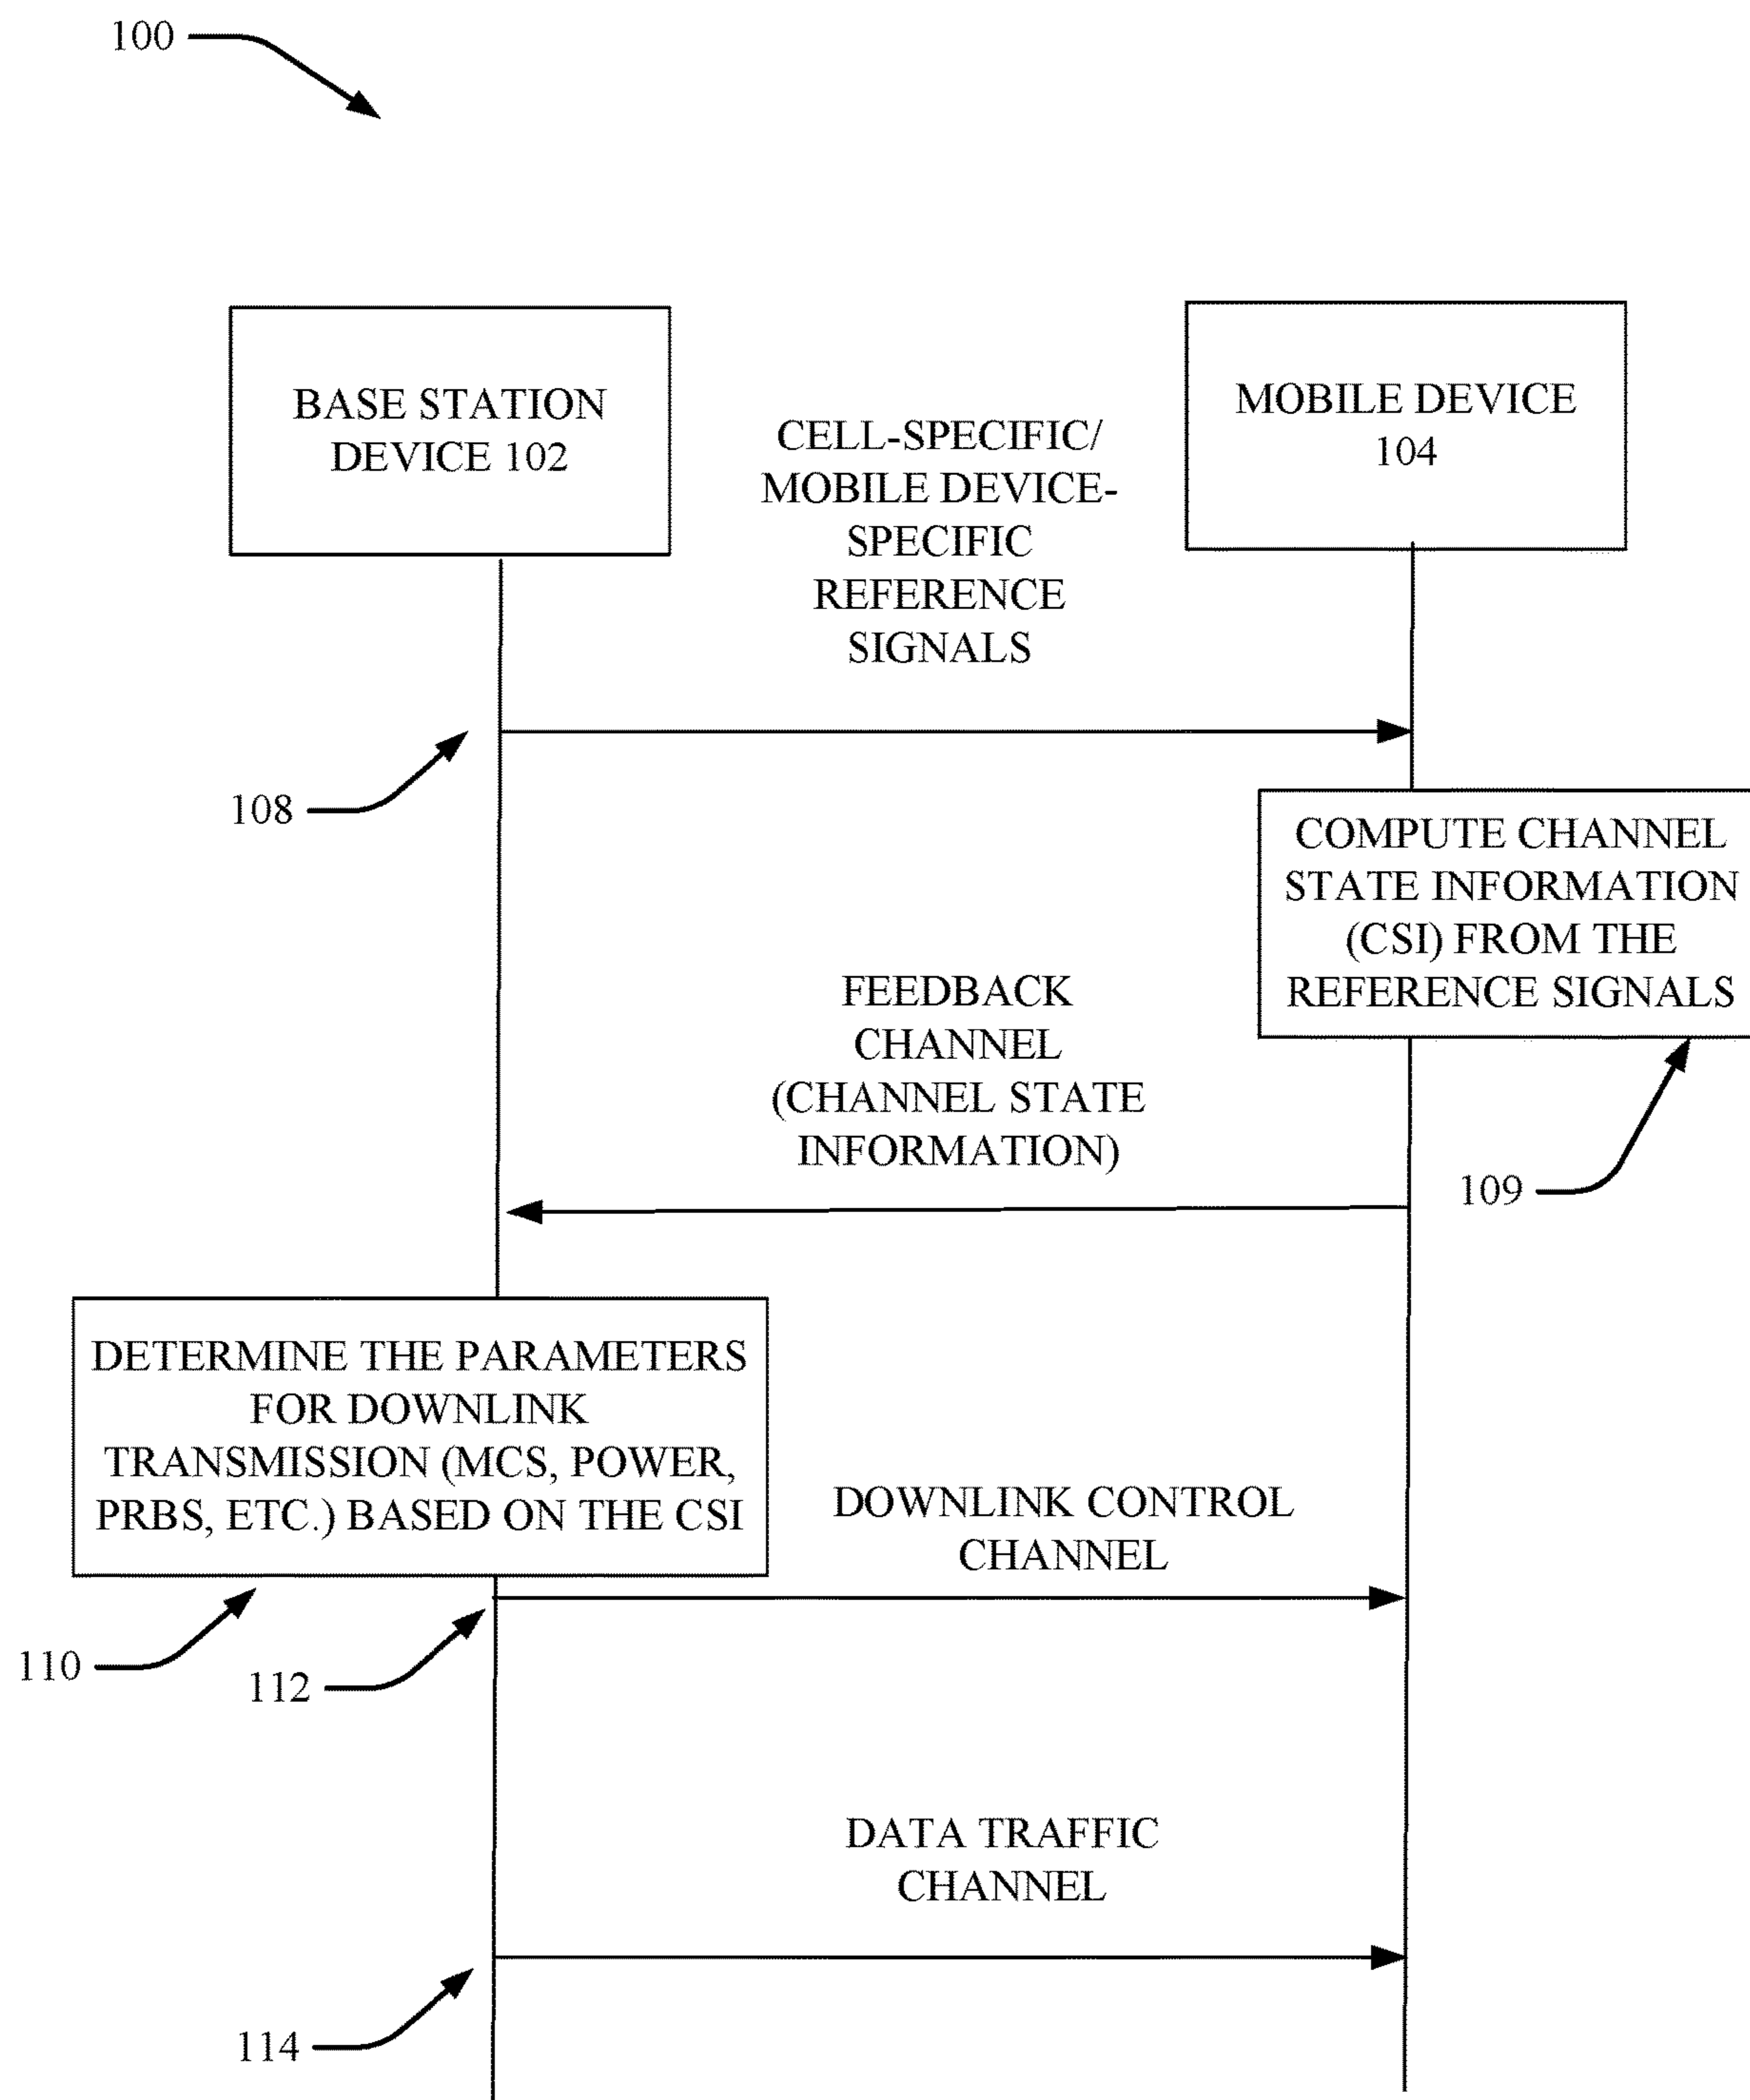 100
BASE STATION
DEVICE 102
MOBILE DEVICE
104
CELL-SPECIFIC/
MOBILE DEVICE-
SPECIFIC
REFERENCE
SIGNALS
108
COMPUTE CHANNEL
STATE INFORMATION
(CSI) FROM THE
REFERENCE SIGNALS
109
FEEDBACK
CHANNEL
(CHANNEL STATE
INFORMATION)
DETERMINE THE PARAMETERS
FOR DOWNLINK
TRANSMISSION (MCS, POWER,
PRBS, ETC.) BASED ON THE CSI
110
DOWNLINK CONTROL
CHANNEL
112
DATA TRAFFIC
CHANNEL
114